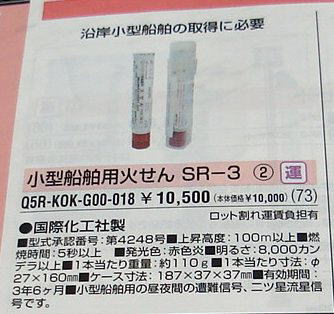 沿岸小型船舶の取得に必要
小型船舶用火せん SR-3 ② 運
Q5R-KOK-G00-018 ¥10,500 (本体価格¥10,000) (73)
ロット割れ運賃負担有
●国際化工社製
■型式承認番号:第4248号■上昇高度:100m以上■燃
焼時間:5秒以上 ■発光色:赤色炎■明るさ:8,000カン
デラ以上■1本当たり重量:約110g■1本当たり寸法:φ
27×160mm■ケース寸法:187×37×37mm■有効期間:
3年6ヶ月■小型船舶用の昼夜間の遭難信号、二ツ星流星信
号です。